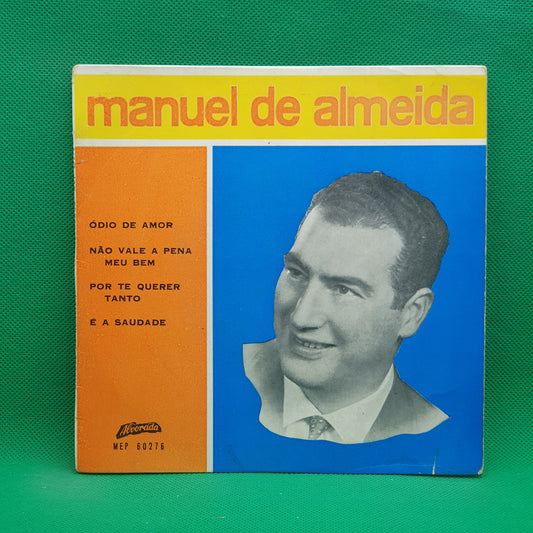 manuel de almeida
ÓDIO DE AMOR
NÃO VALE A PENA
MEU BEM
POR TE QUERER
TANTO
É A SAUDADE
Alvorada
MEP 60276